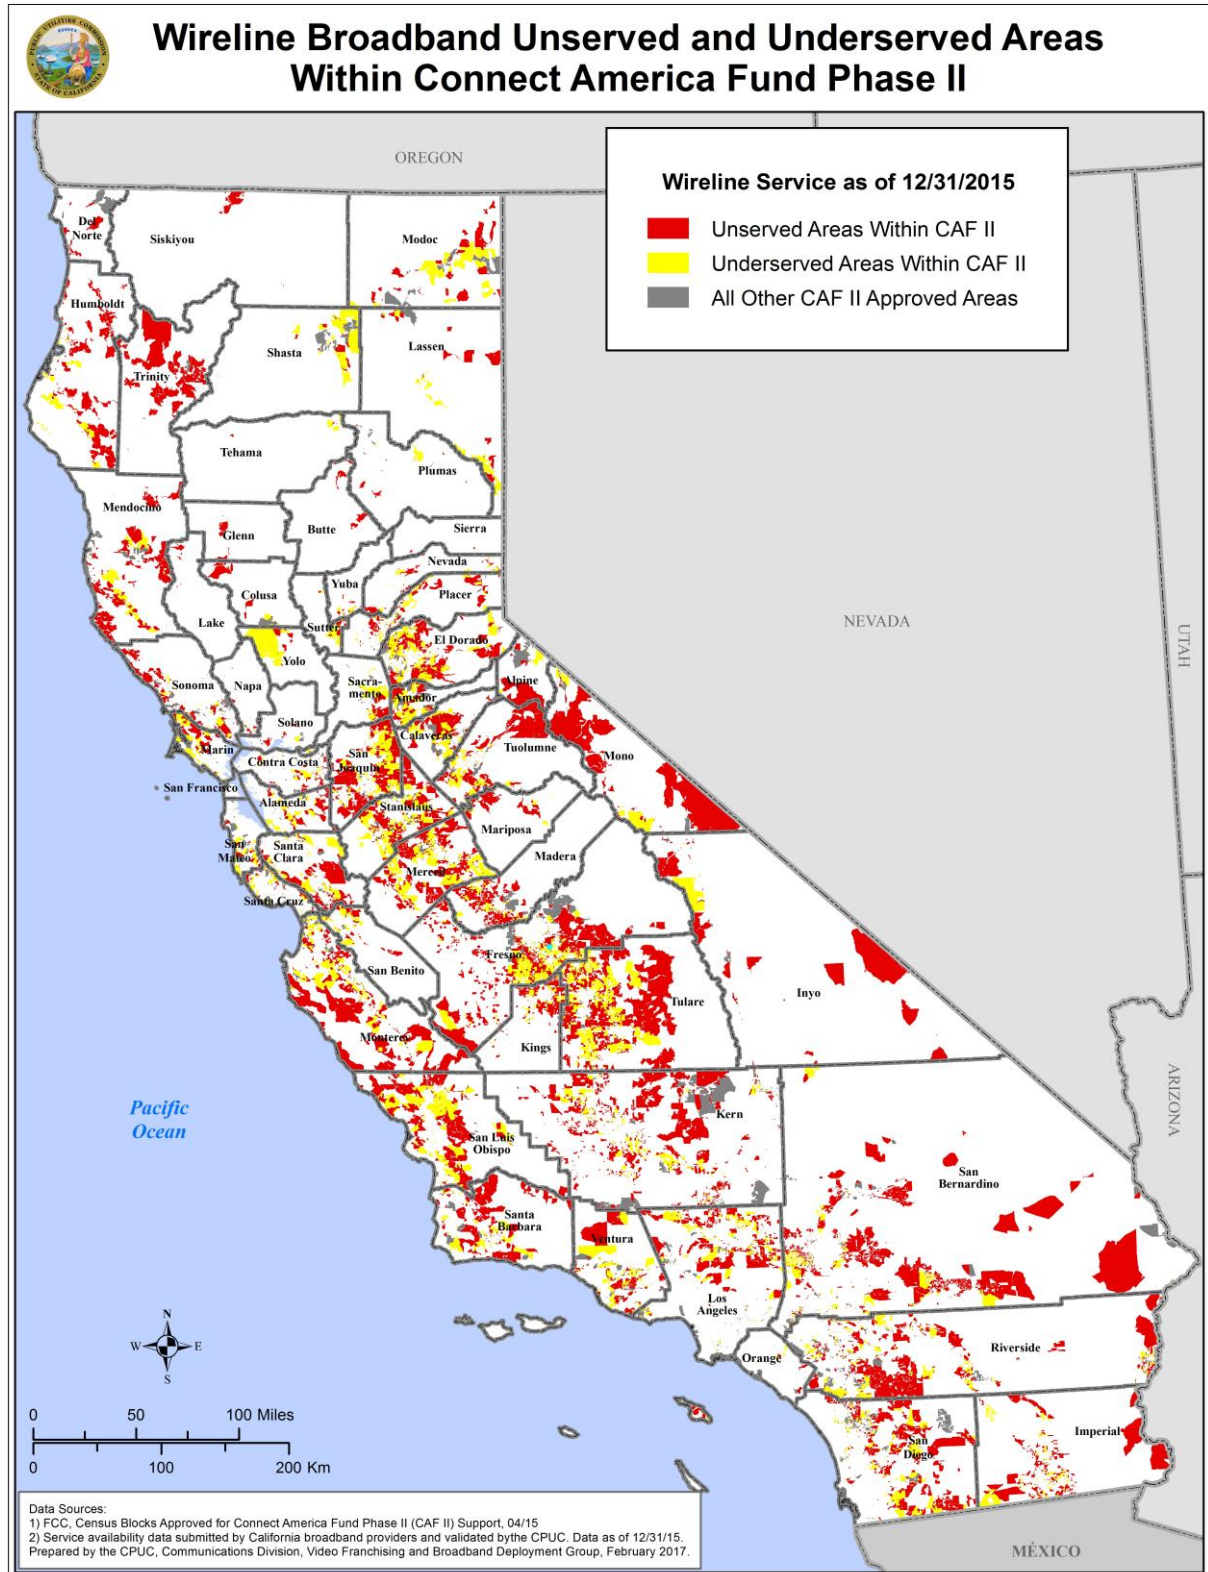 Wireline Broadband Unserved and Underserved Areas
Within Connect America Fund Phase II
OREGON
Wireline Service as of 12/31/2015
Unserved Areas Within CAF II
Underserved Areas Within CAF II
All Other CAF II Approved Areas
Del
Norte
Siskiyou
Modoc
Humboldt
Trinity
Shasta
Lassen
Tehama
Plumas
Mendocino
Glenn
Butte
Sierra
Nevada
Yuba
Placer
Colusa
Lake
Sutter
El Dorado
NEVADA
UTAH
Yolo
Sonoma
Napa
Sacra-
mento
Amador
Alpine
Solano
Calaveras
Marin
San
Joaquin
Tuolumne
Mono
Contra Costa
San Francisco
Alameda
Stanislaus
Mariposa
San
Mateo
Santa
Clara
Merced
Madera
Santa Cruz
Fresno
San Benito
Tulare
Inyo
Monterey
Kings
ARIZONA
Pacific
Ocean
Kern
San Luis
Obispo
San
Bernardino
Santa
Barbara
Ventura
Los
Angeles
Orange
Riverside
San
Diego
Imperial
N
W
E
S
0 50 100 Miles
0 100 200 Km
Data Sources:
1) FCC, Census Blocks Approved for Connect America Fund Phase II (CAF II) Support, 04/15
2) Service availability data submitted by California broadband providers and validated bythe CPUC. Data as of 12/31/15.
Prepared by the CPUC, Communications Division, Video Franchising and Broadband Deployment Group, February 2017.
MÉXICO